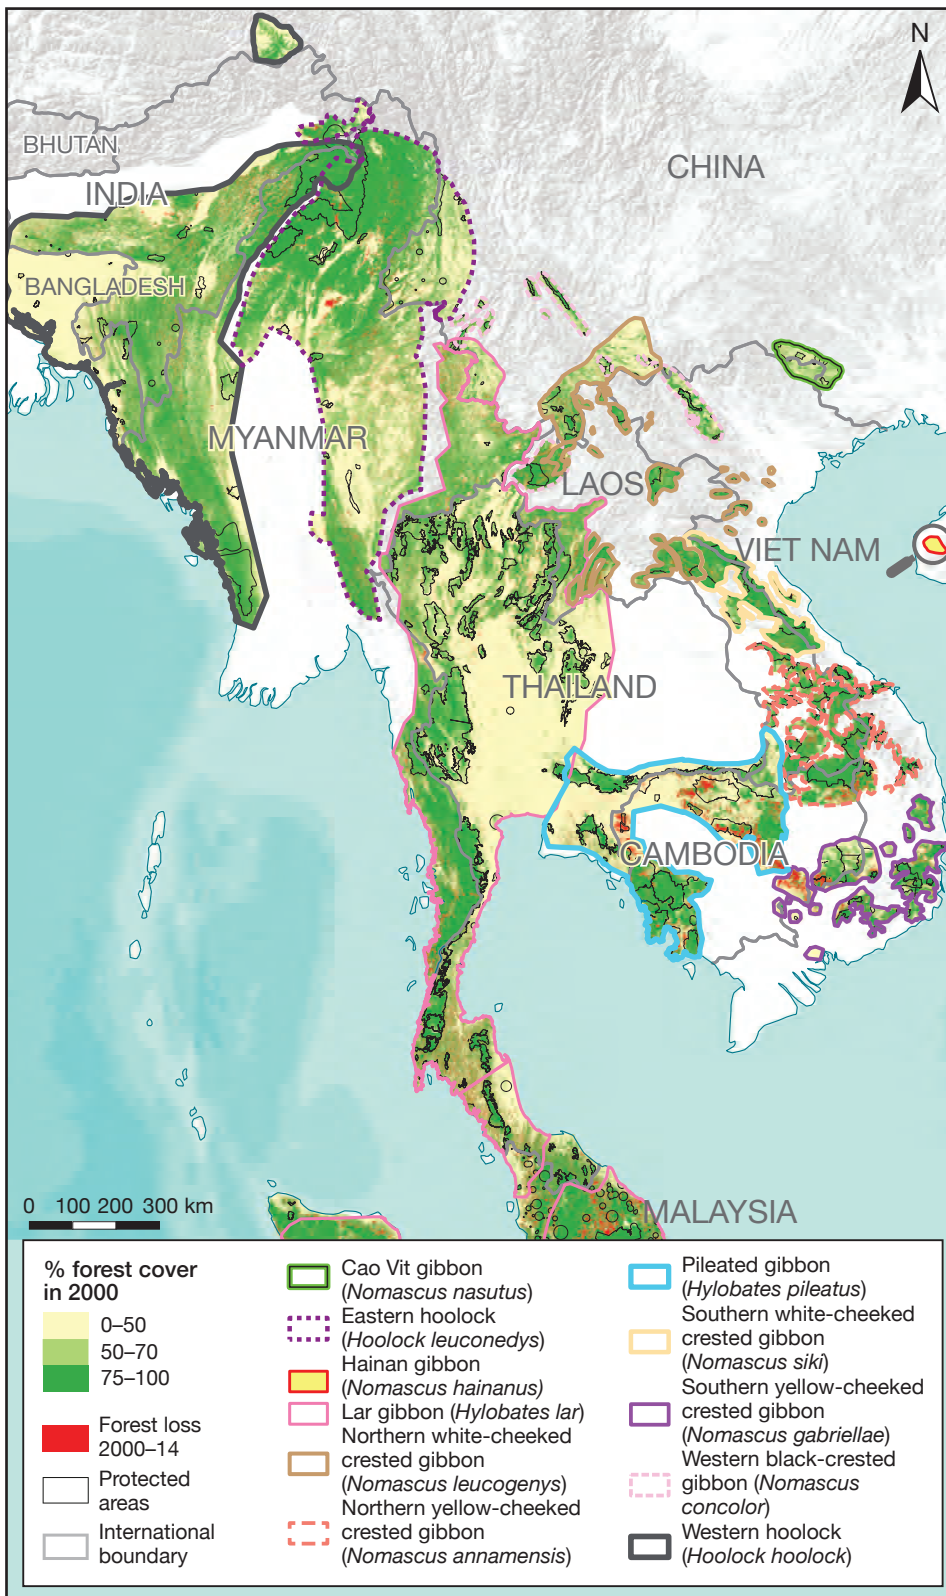 N
CHINA
BHUTAN
INDIA
BANGLADESH
MYANMAR
LAOS
VIET NAM
THAILAND
CAMBODIA
MALAYSIA
0 100 200 300 km
% forest cover
in 2000
0–50
50–70
75–100
Forest loss
2000–14
Protected
areas
International
boundary
Cao Vit gibbon
(Nomascus nasutus)
Eastern hoolock
(Hoolock leuconedys)
Hainan gibbon
(Nomascus hainanus)
Lar gibbon (Hylobates lar)
Northern white-cheeked
crested gibbon
(Nomascus leucogenys)
Northern yellow-cheeked
crested gibbon
(Nomascus annamensis)
Pileated gibbon
(Hylobates pileatus)
Southern white-cheeked
crested gibbon
(Nomascus siki)
Southern yellow-cheeked
crested gibbon
(Nomascus gabriellae)
Western black-crested
gibbon (Nomascus
concolor)
Western hoolock
(Hoolock hoolock)